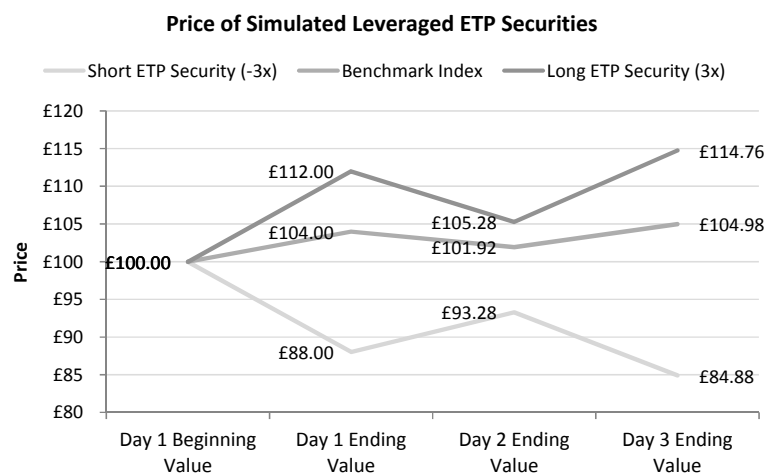 Price of Simulated Leveraged ETP Securities
Short ETP Security (-3x) Benchmark Index Long ETP Security (3x)
£120
£115
£110
£105
£100
£95
£90
£85
£80
Price
£100.00
£112.00
£104.00
£88.00
£105.28
£101.92
£93.28
£114.76
£104.98
£84.88
Day 1 Beginning
Value
Day 1 Ending
Value
Day 2 Ending
Value
Day 3 Ending
Value